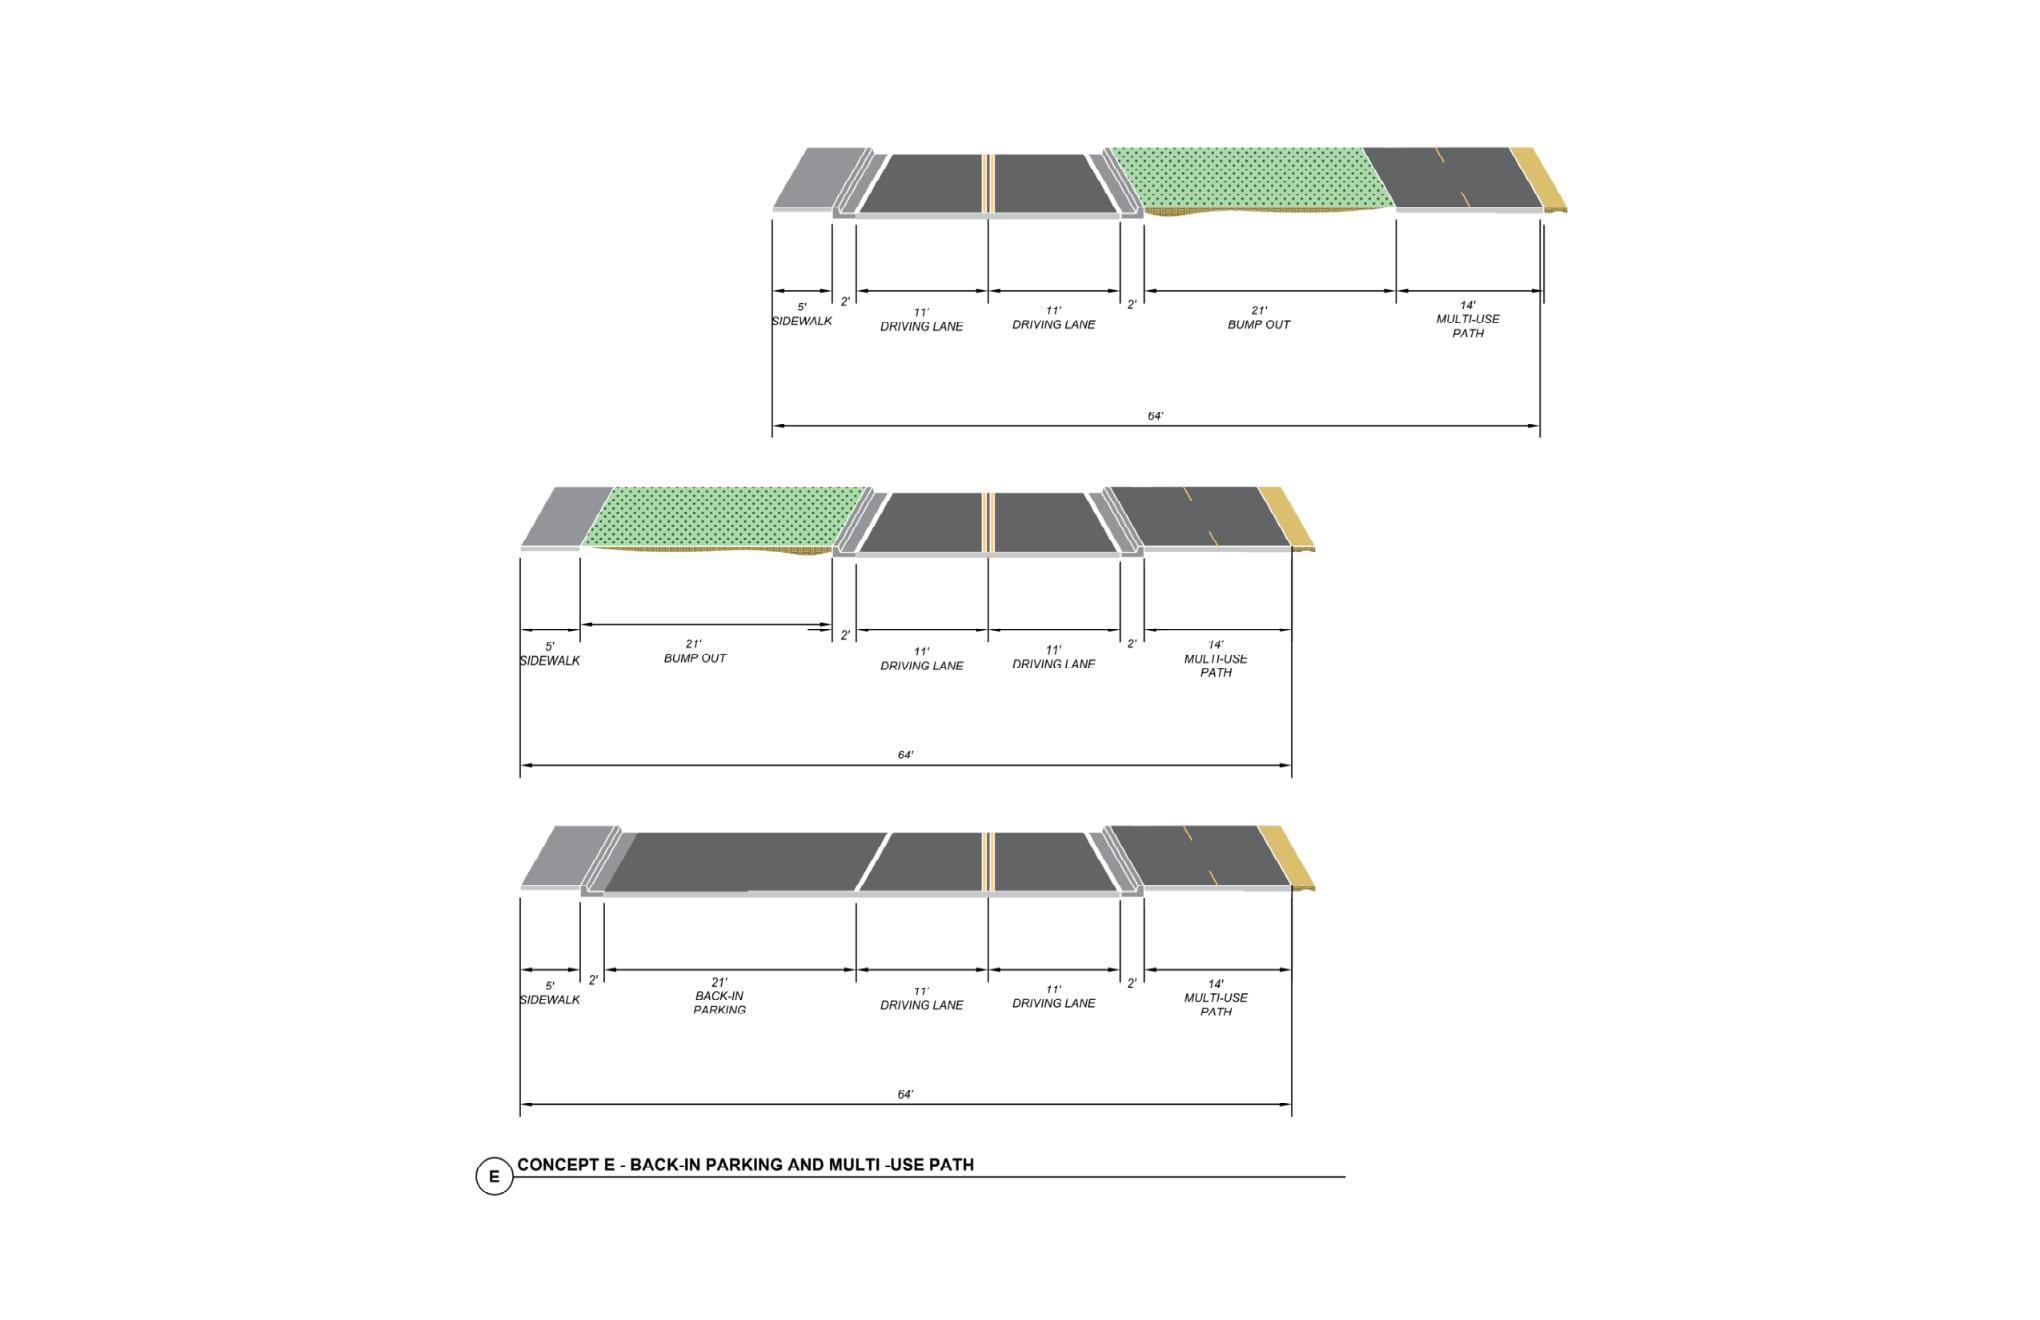 5' 2' 11' 11' 2' 21' 14'
SIDEWALK DRIVING LANE DRIVING LANE BUMP OUT MULTI-USE
PATH
64'
5' 21' 2' 11' 11' 2' 14'
SIDEWALK BUMP OUT DRIVING LANE DRIVING LANE MULTI-USE
PATH
64'
5' 2' 21' 11' 11' 2' 14'
SIDEWALK BACK-IN DRIVING LANE DRIVING LANE MULTI-USE
PARKING PATH
64'
E CONCEPT E - BACK-IN PARKING AND MULTI -USE PATH